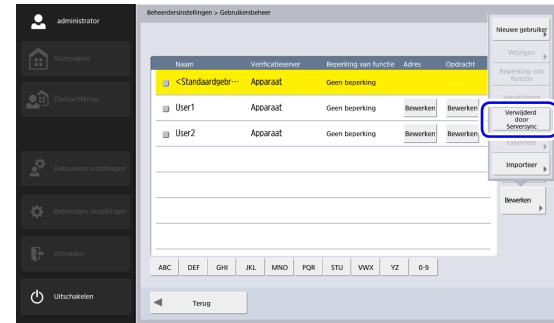 administrator
Startpagina
Opdrachtknop
Gebruikers instellingen
Beheerders instellingen
Afmelden
Uitschakelen
Beheerdersinstellingen > Gebruikersbeheer
Naam Verificatieserver Beperking van functie Adres Opdracht
<Standaardgebr··· Apparaat Geen beperking
User1 Apparaat Geen beperking Bewerken Bewerken
User2 Apparaat Geen beperking Bewerken Bewerken
ABC DEF GHI JKL MNO PQR STU VWX YZ 0-9
Terug
Nieuwe gebruiker
Wijzigen
Beperking van
functie
Verwijderen
Verwijderd
door
Serversync
Exporteer
Importeer
Bewerken